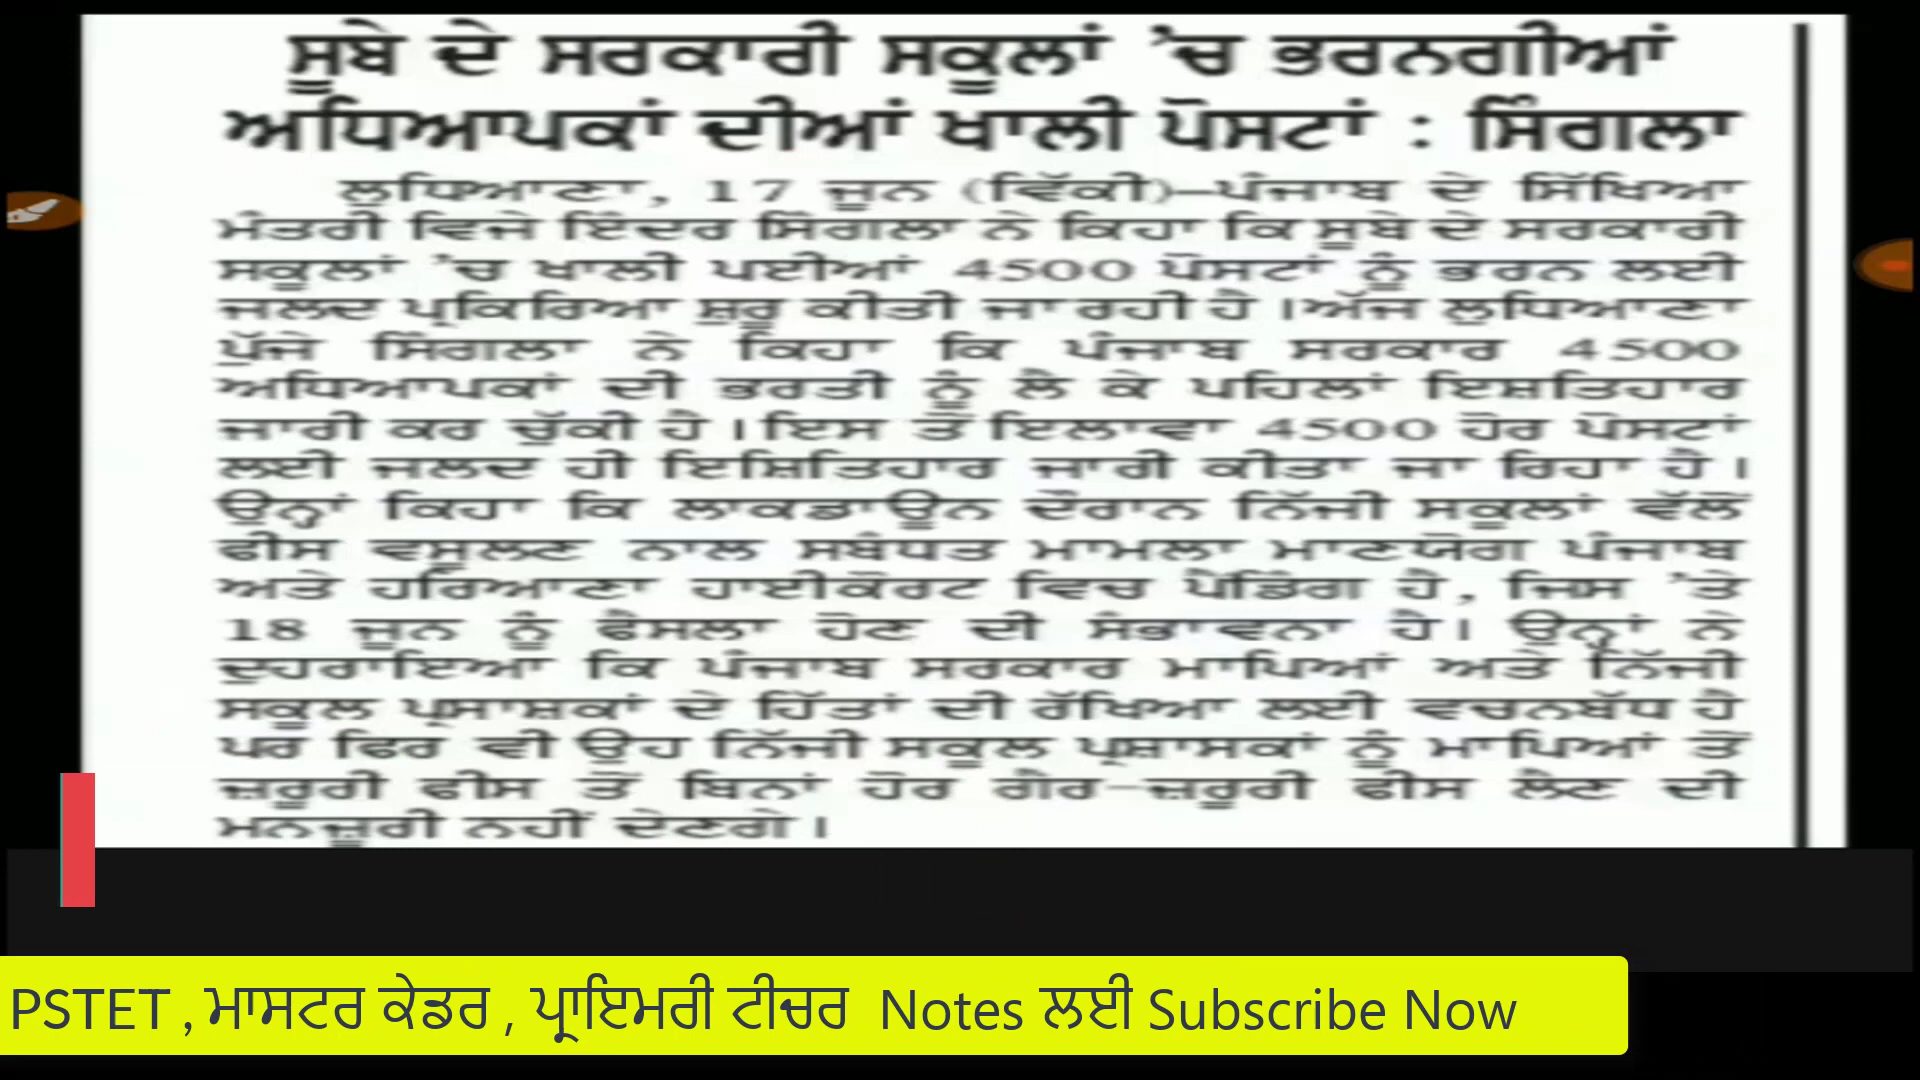 ਸੂਬੇ ਦੇ ਸਰਕਾਰੀ ਸਕੂਲਾਂ ’ਚ ਭਰਨਗੀਆਂ
ਅਧਿਆਪਕਾਂ ਦੀਆਂ ਖਾਲੀ ਪੋਸਟਾਂ : ਸਿੰਗਲਾ
ਲੁਧਿਆਣਾ, 17 ਜੂਨ (ਵਿੱਕੀ)–ਪੰਜਾਬ ਦੇ ਸਿੱਖਿਆ
ਮੰਤਰੀ ਵਿਜੇ ਇੰਦਰ ਸਿੰਗਲਾ ਨੇ ਕਿਹਾ ਕਿ ਸੂਬੇ ਦੇ ਸਰਕਾਰੀ
ਸਕੂਲਾਂ ’ਚ ਖਾਲੀ ਪਈਆਂ 4500 ਪੋਸਟਾਂ ਨੂੰ ਭਰਨ ਲਈ
ਜਲਦ ਪ੍ਰਕਿਰਿਆ ਸ਼ੁਰੂ ਕੀਤੀ ਜਾ ਰਹੀ ਹੈ।ਅੱਜ ਲੁਧਿਆਣਾ
ਪੁੱਜੇ ਸਿੰਗਲਾ ਨੇ ਕਿਹਾ ਕਿ ਪੰਜਾਬ ਸਰਕਾਰ 4500
ਅਧਿਆਪਕਾਂ ਦੀ ਭਰਤੀ ਨੂੰ ਲੈ ਕੇ ਪਹਿਲਾਂ ਇਸ਼ਤਿਹਾਰ
ਜਾਰੀ ਕਰ ਚੁੱਕੀ ਹੈ।ਇਸ ਤੋਂ ਇਲਾਵਾ 4500 ਹੋਰ ਪੋਸਟਾਂ
ਲਈ ਜਲਦ ਹੀ ਇਸ਼ਿਤਿਹਾਰ ਜਾਰੀ ਕੀਤਾ ਜਾ ਰਿਹਾ ਹੈ।
ਉਨ੍ਹਾਂ ਕਿਹਾ ਕਿ ਲਾਕਡਾਊਨ ਦੌਰਾਨ ਨਿੱਜੀ ਸਕੂਲਾਂ ਵੱਲੋਂ
ਫੀਸ ਵਸੂਲਣ ਨਾਲ ਸਬੰਧਤ ਮਾਮਲਾ ਮਾਣਯੋਗ ਪੰਜਾਬ
ਅਤੇ ਹਰਿਆਣਾ ਹਾਈਕੋਰਟ ਵਿਚ ਪੈਂਡਿੰਗ ਹੈ, ਜਿਸ ’ਤੇ
18 ਜੂਨ ਨੂੰ ਫੈਸਲਾ ਹੋਣ ਦੀ ਸੰਭਾਵਨਾ ਹੈ। ਉਨ੍ਹਾਂ ਨੇ
ਦੁਹਰਾਇਆ ਕਿ ਪੰਜਾਬ ਸਰਕਾਰ ਮਾਪਿਆਂ ਅਤੇ ਨਿੱਜੀ
ਸਕੂਲ ਪ੍ਰਸਾਸ਼ਕਾਂ ਦੇ ਹਿੱਤਾਂ ਦੀ ਰੱਖਿਆ ਲਈ ਵਚਨਬੱਧ ਹੈ
ਪਰ ਫਿਰ ਵੀ ਉਹ ਨਿੱਜੀ ਸਕੂਲ ਪ੍ਰਸ਼ਾਸਕਾਂ ਨੂੰ ਮਾਪਿਆਂ ਤੋਂ
ਜ਼ਰੂਰੀ ਫੀਸ ਤੋਂ ਬਿਨਾਂ ਹੋਰ ਗੈਰ-ਜ਼ਰੂਰੀ ਫੀਸ ਲੈਣ ਦੀ
ਮਨਜ਼ੂਰੀ ਨਹੀਂ ਦੇਣਗੇ।
PSTET , ਮਾਸਟਰ ਕੇਡਰ , ਪ੍ਰਾਇਮਰੀ ਟੀਚਰ Notes ਲਈ Subscribe Now